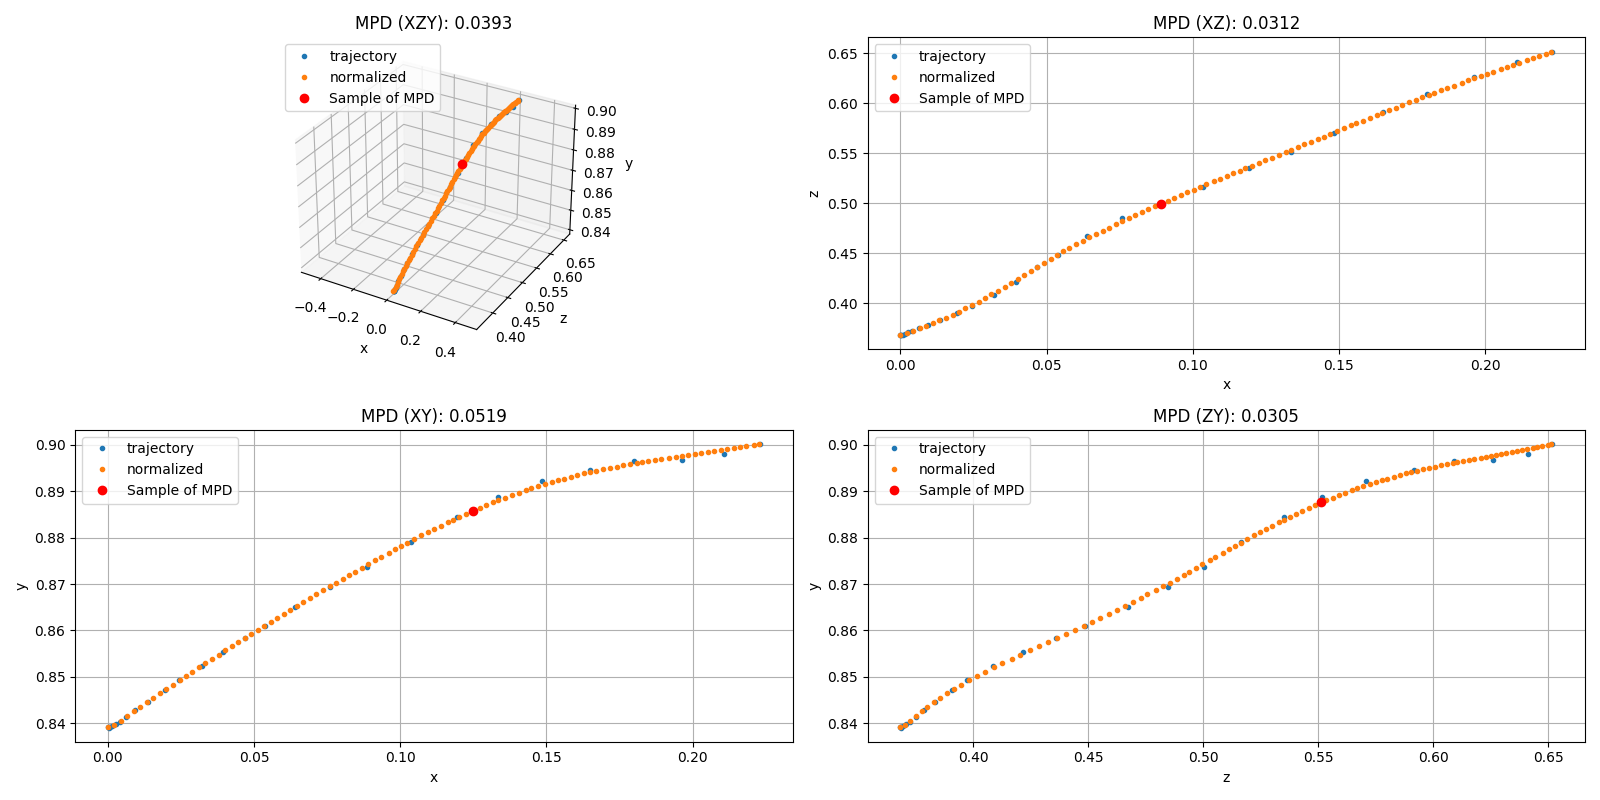 MPD (XZY): 0.0393
trajectory
normalized
Sample of MPD
0.90
0.89
0.88
0.87
0.86
0.85
0.84
y
0.65
0.60
0.55
0.50
0.45
0.40
z
−0.4
−0.2
0.0
0.2
0.4
x
MPD (XZ): 0.0312
trajectory
normalized
Sample of MPD
0.65
0.60
0.55
0.50
0.45
0.40
z
0.00 0.05 0.10 0.15 0.20
x
MPD (XY): 0.0519
trajectory
normalized
Sample of MPD
0.90
0.89
0.88
0.87
0.86
0.85
0.84
y
0.00 0.05 0.10 0.15 0.20
x
MPD (ZY): 0.0305
trajectory
normalized
Sample of MPD
0.90
0.89
0.88
0.87
0.86
0.85
0.84
y
0.40 0.45 0.50 0.55 0.60 0.65
z